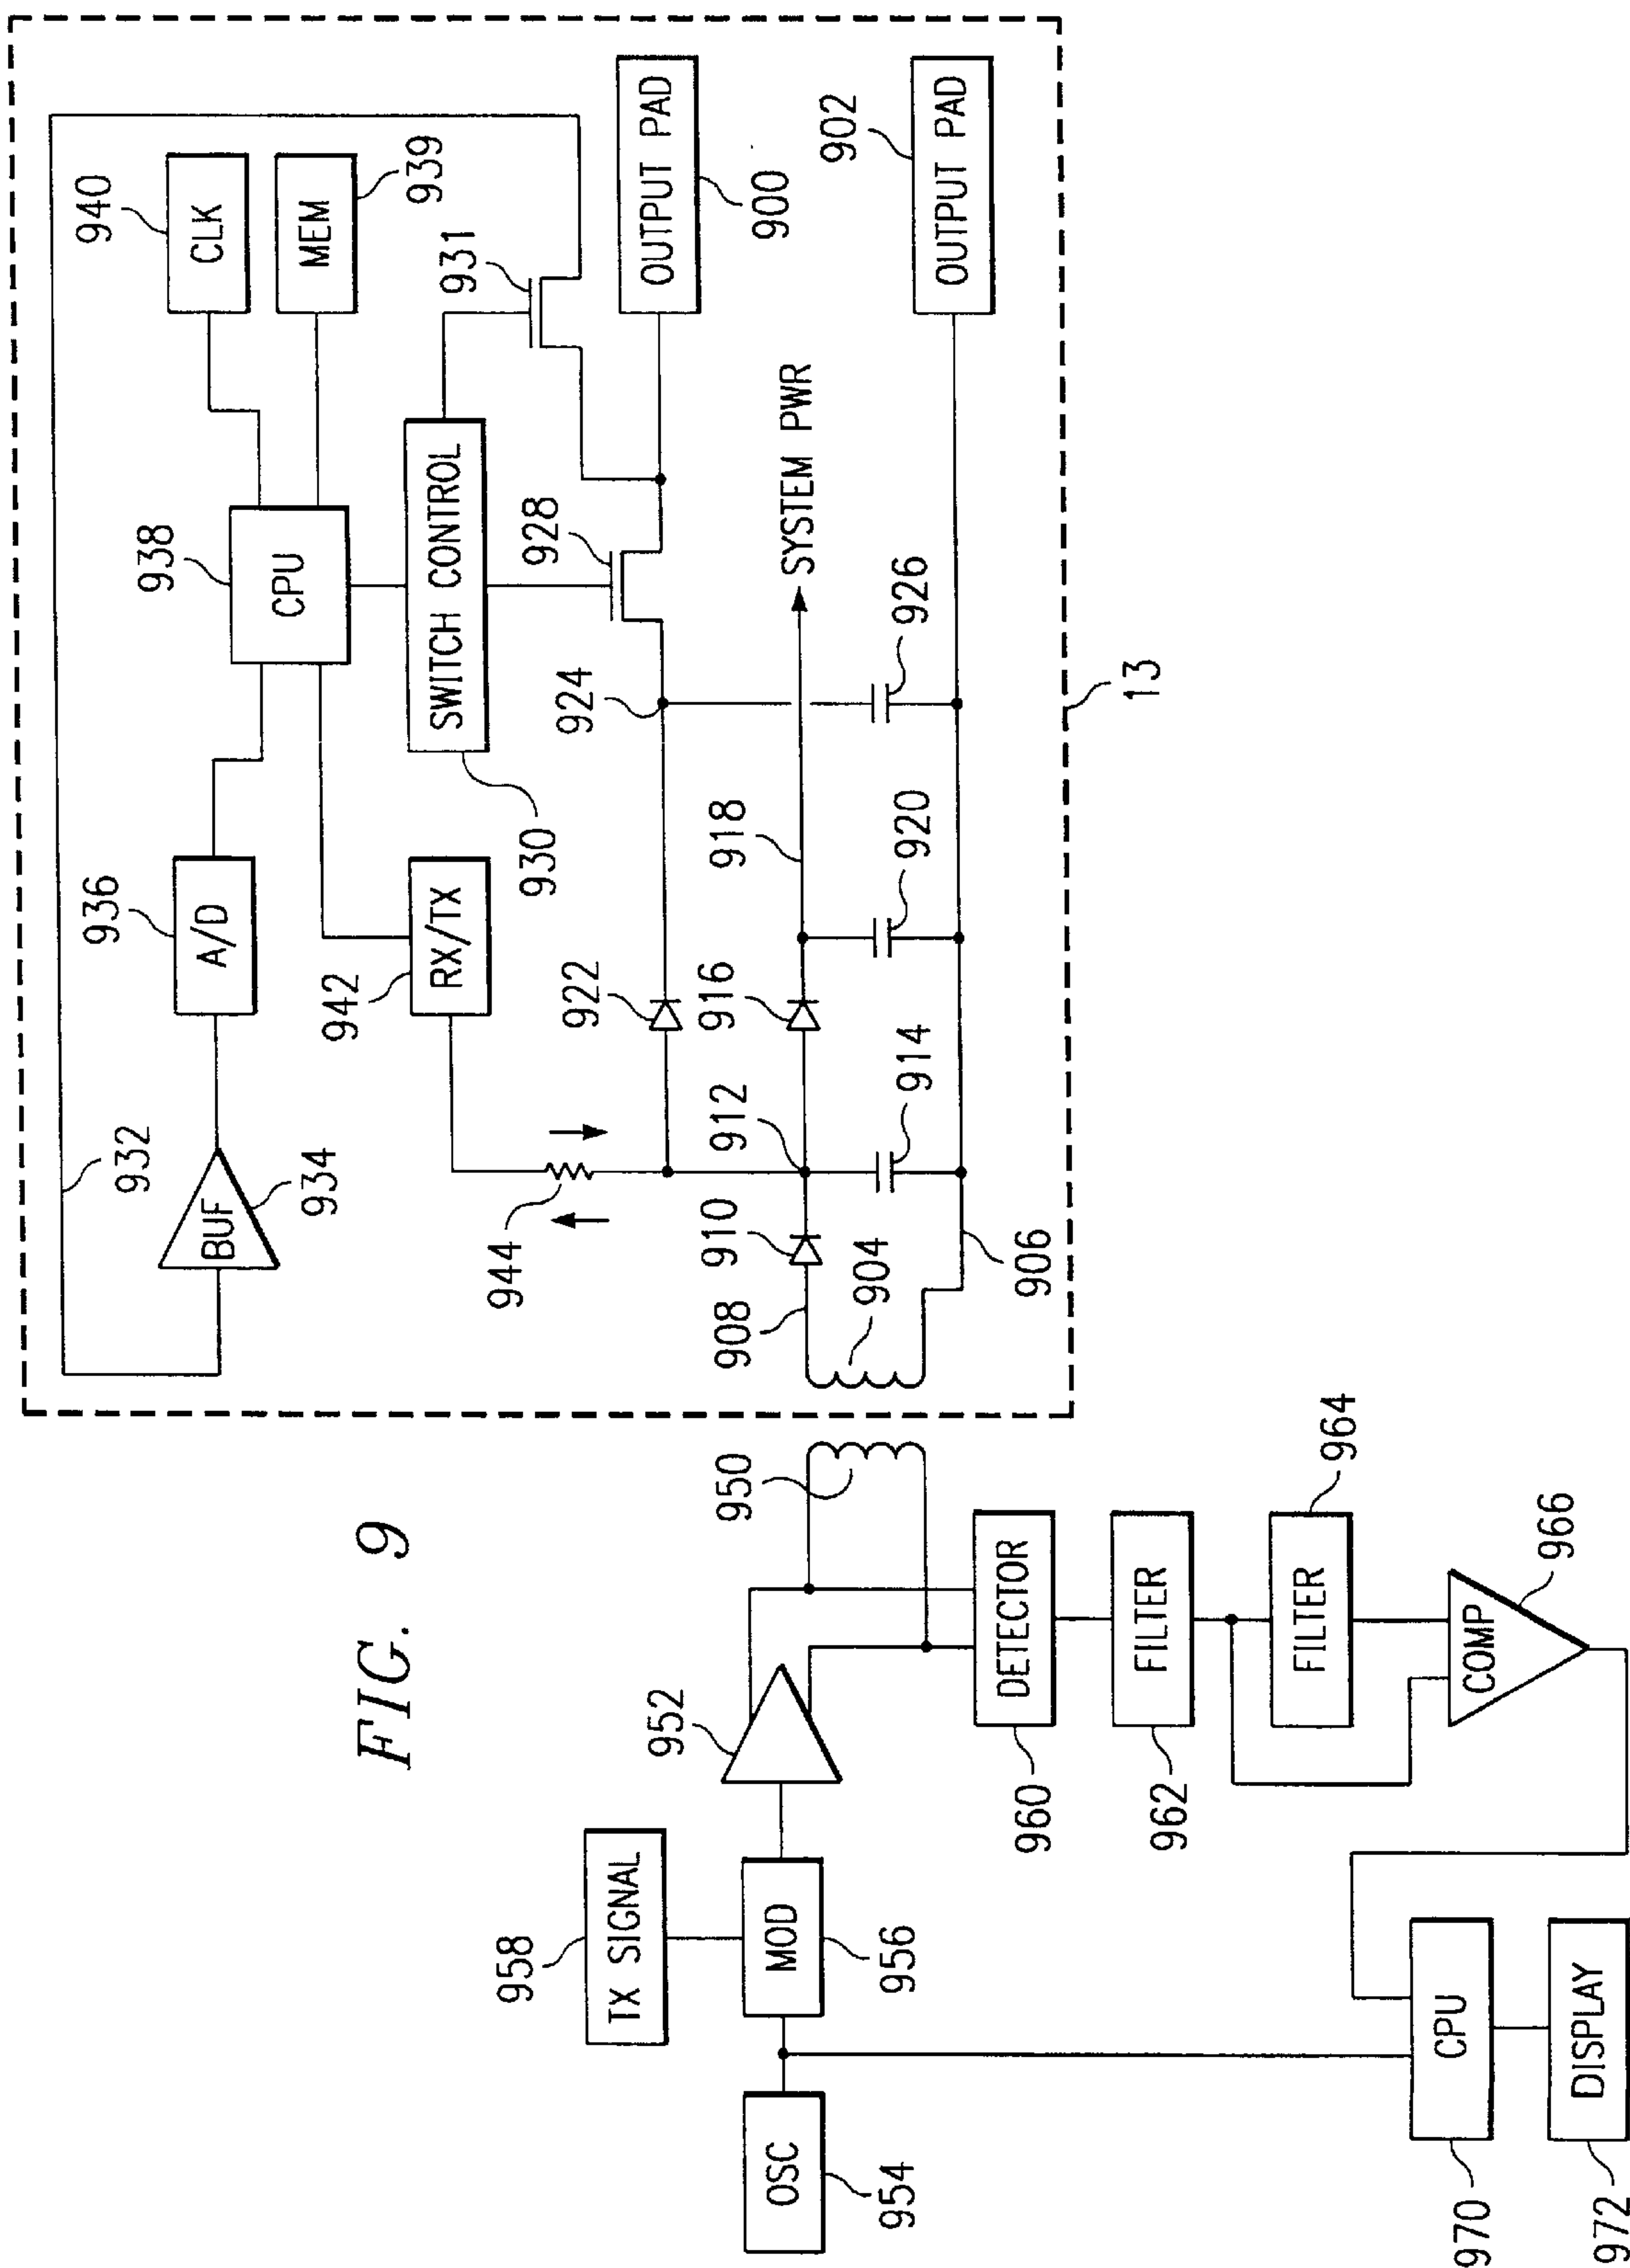 FIG. 9
932
BUF
934
936
A/D
938
CPU
940
CLK
MEM
939
942
RX/TX
930
SWITCH CONTROL
931
928
OUTPUT PAD
900
944
922
924
SYSTEM PWR
902
OUTPUT PAD
908
910
912
916
918
904
914
920
926
906
13
958
TX SIGNAL
952
950
OSC
954
MOD
956
DETECTOR
960
FILTER
962
FILTER
964
COMP
966
CPU
970
DISPLAY
972